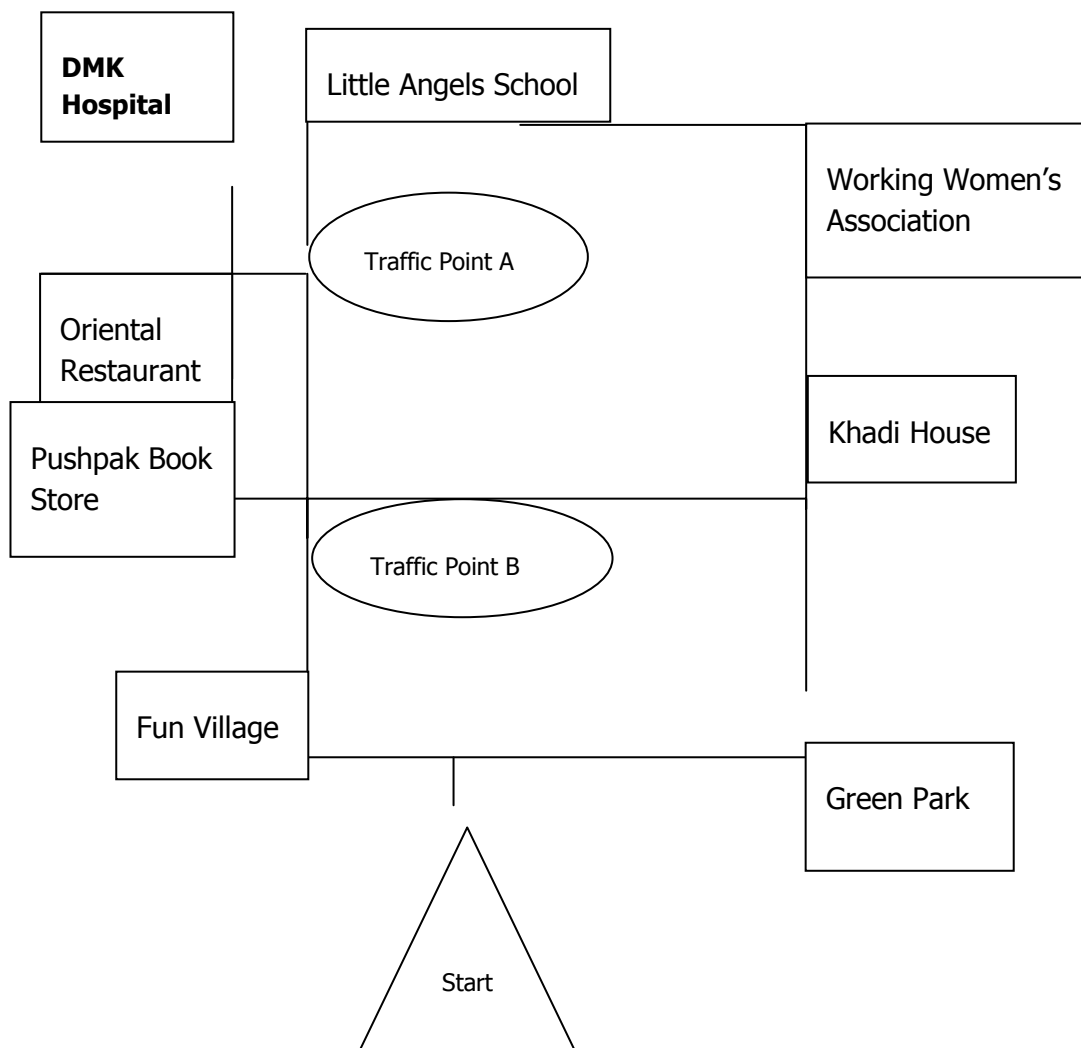 DMK
Hospital
Little Angels School
Working Women’s
Association
Traffic Point A
Oriental
Restaurant
Khadi House
Pushpak Book
Store
Traffic Point B
Fun Village
Green Park
Start